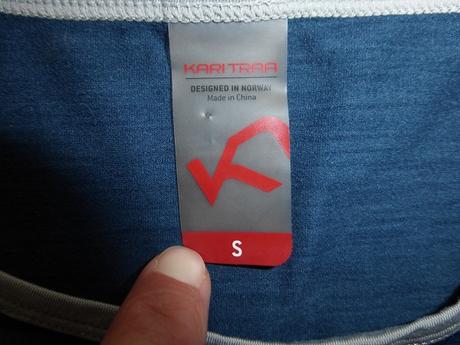 KARI TRAA
DESIGNED IN NORWAY
Made in China
S